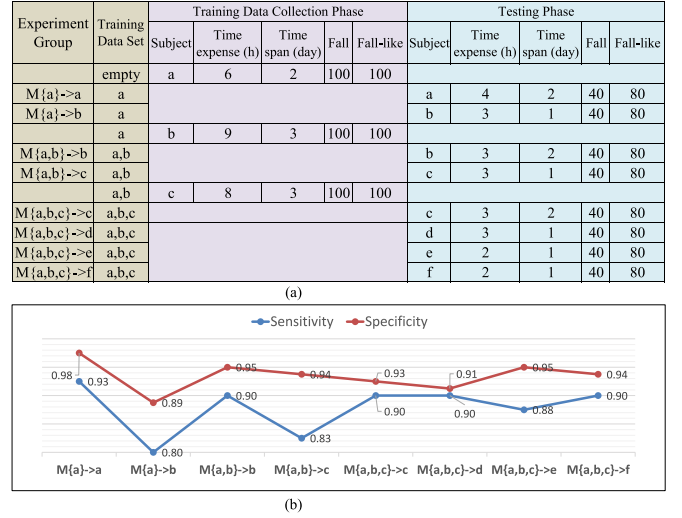 Experiment Group Training Data Set Training Data Collection Phase Testing Phase
Subject Time expense (h) Time span (day) Fall Fall-like Subject Time expense (h) Time span (day) Fall Fall-like
empty a 6 2 100 100
M{a}->a a a 4 2 40 80
M{a}->b a b 3 1 40 80
a b 9 3 100 100
M{a,b}->b a,b b 3 2 40 80
M{a,b}->c a,b c 3 1 40 80
a,b c 8 3 100 100
M{a,b,c}->c a,b,c c 3 2 40 80
M{a,b,c}->d a,b,c d 3 1 40 80
M{a,b,c}->e a,b,c e 2 1 40 80
M{a,b,c}->f a,b,c f 2 1 40 80
(a)
Sensitivity Specificity
0.98 0.89 0.95 0.94 0.93 0.91 0.95 0.94
0.93 0.80 0.90 0.83 0.90 0.90 0.88 0.90
M{a}->a M{a}->b M{a,b}->b M{a,b}->c M{a,b,c}->c M{a,b,c}->d M{a,b,c}->e M{a,b,c}->f
(b)